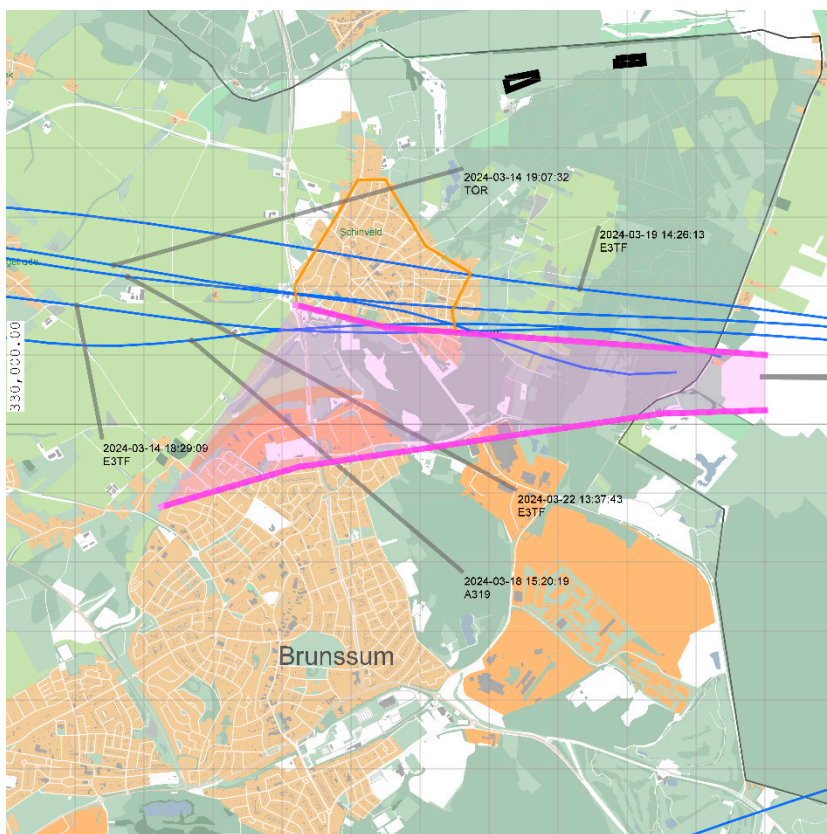 2024-03-14 19:07:32
TOR
2024-03-19 14:26:13
E3TF
Schinveld
330,000.00
2024-03-14 18:29:09
E3TF
2024-03-22 13:37:43
E3TF
2024-03-18 15:20:19
A319
Brunssum